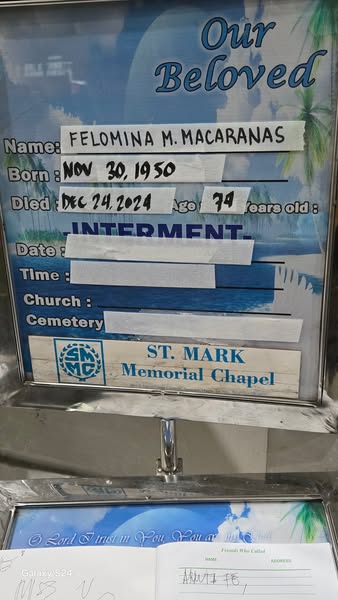 Our
Beloved
Name: FELOMINA M. MACARANAS
Born : NOV 30, 1950
Died : DEC 24, 2024 Age : 74 Years old :
INTERMENT
Date :
Time :
Church :
Cemetery
SMMC
ST. MARK
Memorial Chapel
O Lord I trust in You, You are
Friends Who Called
NAME ADDRESS
Galaxy S24